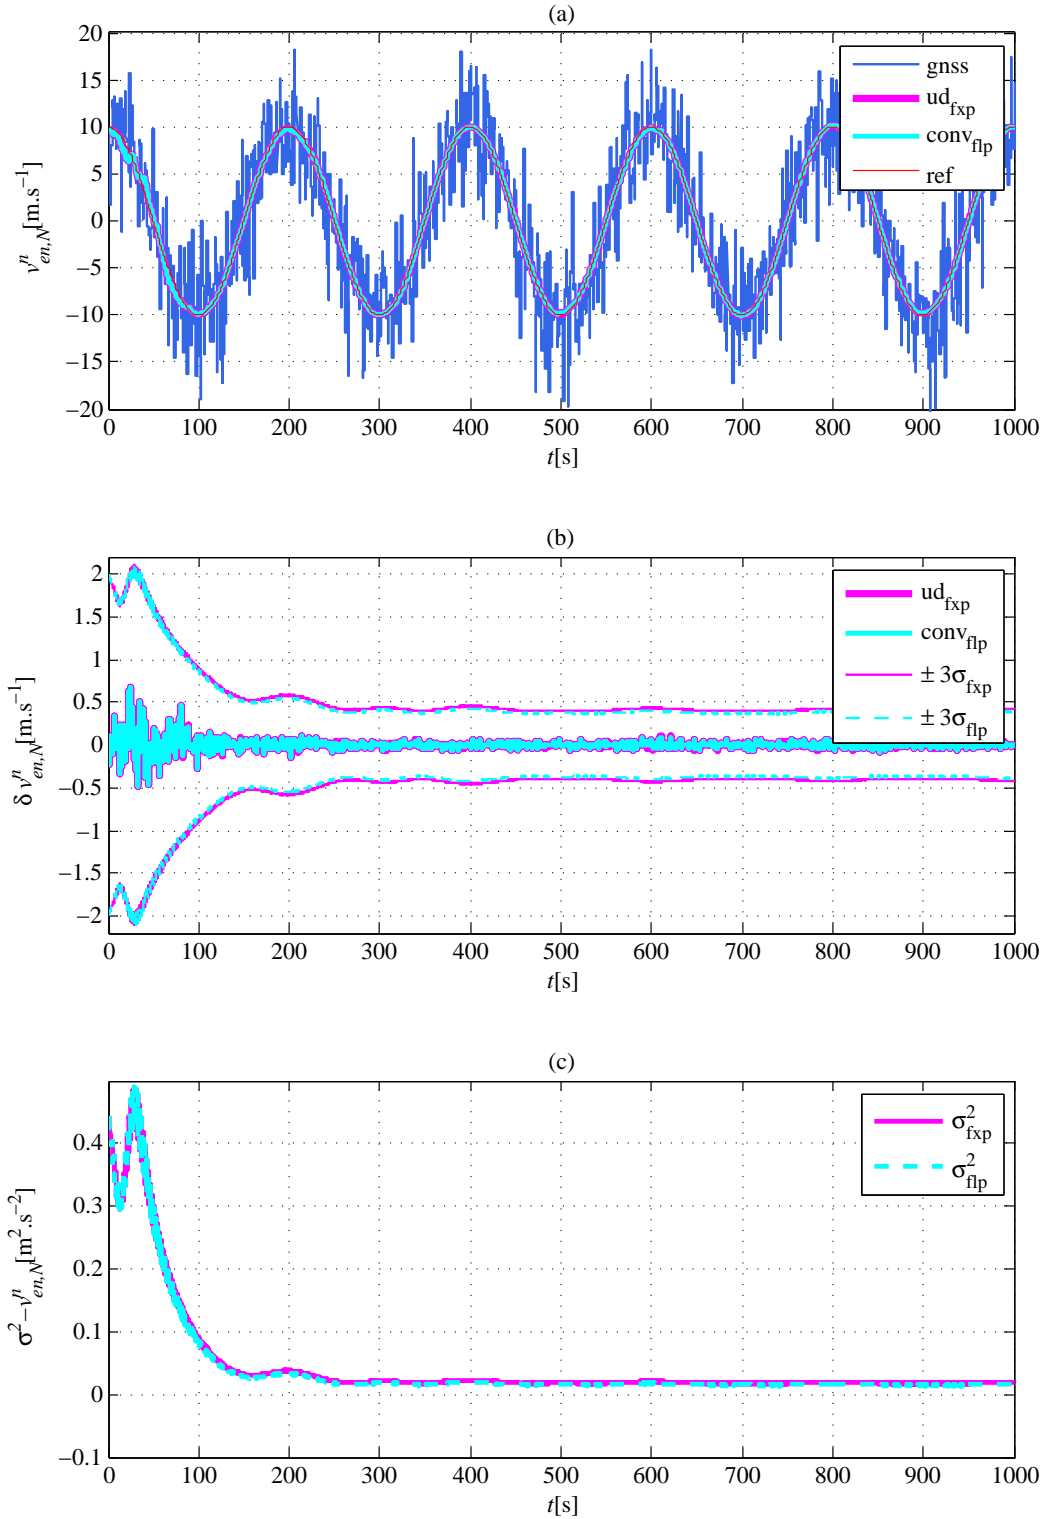 (a)
20
15
10
5
0
−5
−10
−15
−20
v^n_{en,N}[m.s^{−1}]
gnss
ud_{fxp}
conv_{flp}
ref
0 100 200 300 400 500 600 700 800 900 1000
t[s]
(b)
2
1.5
1
0.5
0
−0.5
−1
−1.5
−2
δ v^n_{en,N}[m.s^{−1}]
ud_{fxp}
conv_{flp}
± 3σ_{fxp}
± 3σ_{flp}
0 100 200 300 400 500 600 700 800 900 1000
t[s]
(c)
0.4
0.3
0.2
0.1
0
−0.1
σ²−v^n_{en,N}[m².s^{−2}]
σ²_{fxp}
σ²_{flp}
0 100 200 300 400 500 600 700 800 900 1000
t[s]